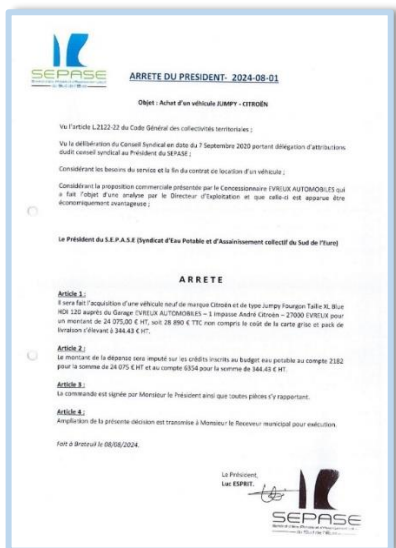 SEPASE
ARRETE DU PRESIDENT- 2024-08-01
Objet : Achat d'un véhicule JUMPY - CITROËN
Vu l'article L.2122-22 du Code Général des collectivités territoriales ;
Vu la délibération du Conseil Syndical en date du 7 Septembre 2020 portant délégation d'attributions
dudit conseil syndical au Président du SEPASE ;
Considérant les besoins du service et la fin du contrat de location d'un véhicule ;
Considérant la proposition commerciale présentée par le Concessionnaire EVREUX AUTOMOBILES qui
a fait l'objet d'une analyse par le Directeur d'Exploitation et que celle-ci est apparue être
économiquement avantageuse ;
Le Président du S.E.P.A.S.E (Syndicat d'Eau Potable et d'Assainissement collectif du Sud de l'Eure)
ARRETE
Article 1 :
Il sera fait l'acquisition d'une véhicule neuf de marque Citroën et de type Jumpy Fourgon Taille XL Blue
HDI 120 auprès du Garage EVREUX AUTOMOBILES – 1 Impasse André Citroën – 27000 EVREUX pour
un montant de 24 075,00 € HT, soit 28 890 € TTC non compris le coût de la carte grise et pack de
livraison s'élevant à 344.43 € HT.
Article 2 :
Le montant de la dépense sera imputé sur les crédits inscrits au budget eau potable au compte 2182
pour la somme de 24 075 € HT et au compte 6354 pour la somme de 344.43 € HT.
Article 3 :
La commande est signée par Monsieur le Président ainsi que toutes pièces s'y rapportent.
Article 4 :
Ampliation de la présente décision est transmise à Monsieur le Receveur municipal pour exécution.
Fait à Breteuil le 08/08/2024.
Le Président,
Luc ESPRIT.
SEPASE